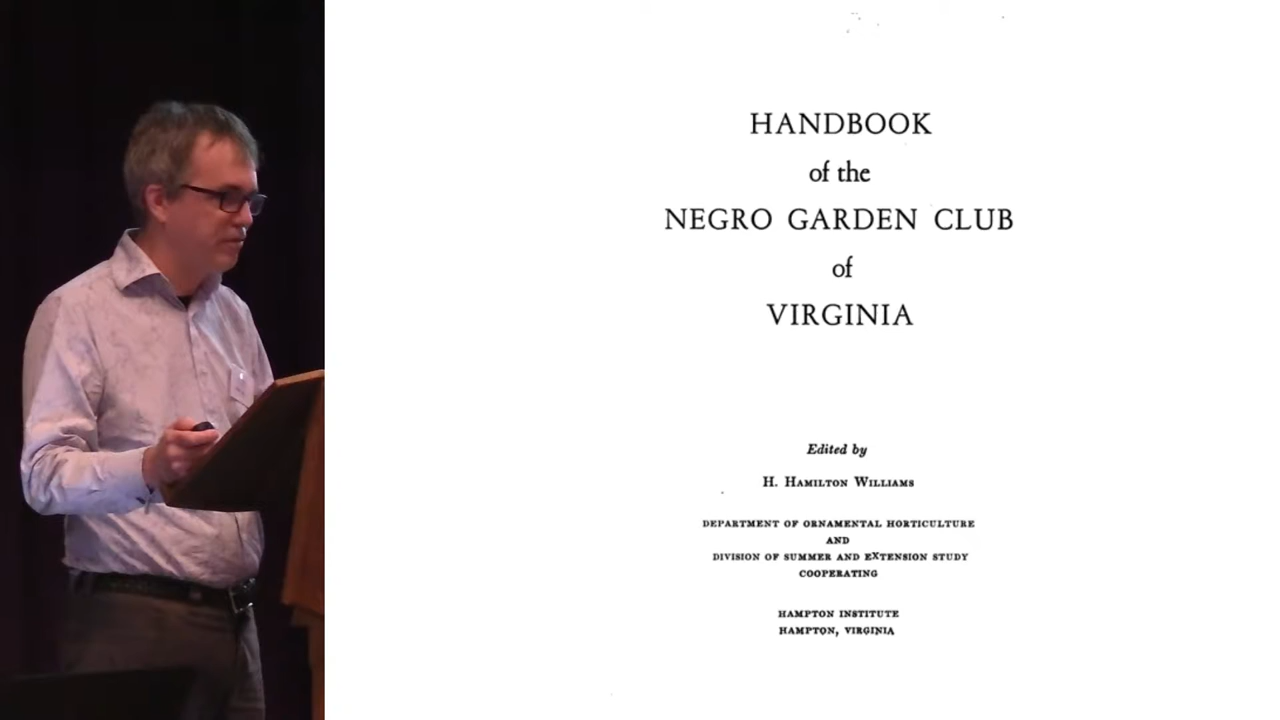 HANDBOOK
of the
NEGRO GARDEN CLUB
of
VIRGINIA
Edited by
H. HAMILTON WILLIAMS
DEPARTMENT OF ORNAMENTAL HORTICULTURE
AND
DIVISION OF SUMMER AND EXTENSION STUDY
COOPERATING
HAMPTON INSTITUTE
HAMPTON, VIRGINIA